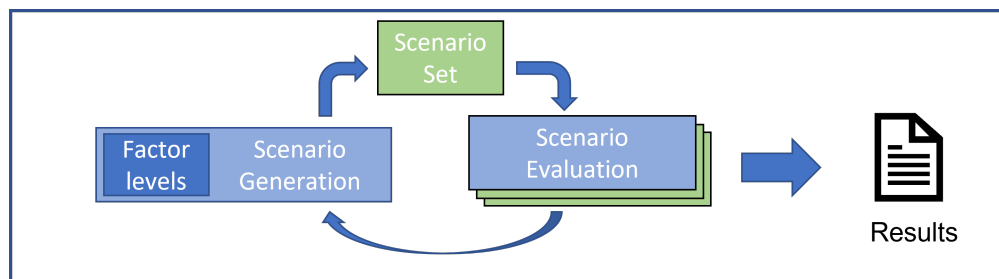 Scenario
Set
Factor
levels
Scenario
Generation
Scenario
Evaluation
Results